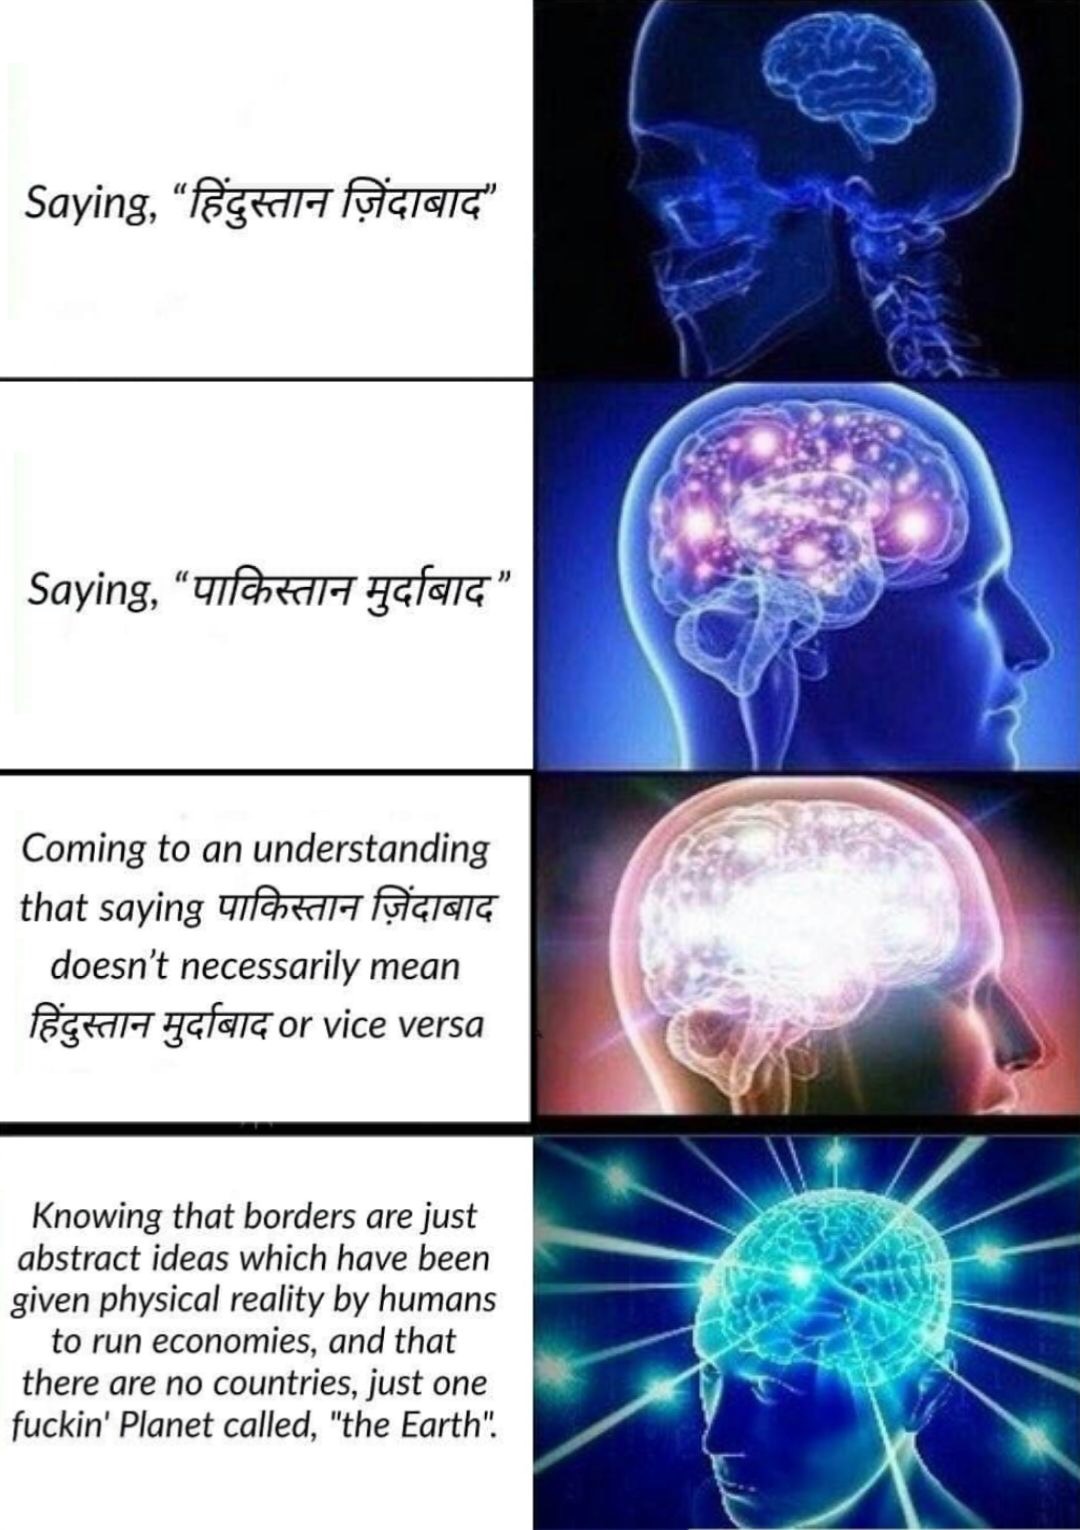 Saying, “हिंदुस्तान ज़िंदाबाद”
Saying, “पाकिस्तान मुर्दाबाद”
Coming to an understanding
that saying पाकिस्तान ज़िंदाबाद
doesn’t necessarily mean
हिंदुस्तान मुर्दाबाद or vice versa
Knowing that borders are just
abstract ideas which have been
given physical reality by humans
to run economies, and that
there are no countries, just one
fuckin' Planet called, "the Earth".